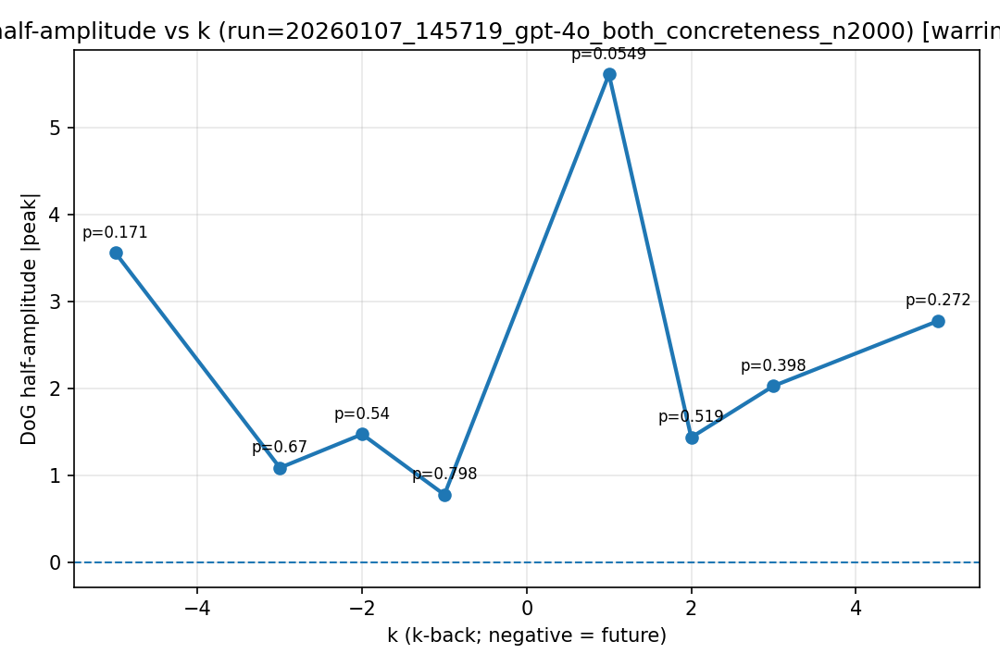 half-amplitude vs k (run=20260107_145719_gpt-4o_both_concreteness_n2000)
p=0.0549
5
4
p=0.171
3
p=0.272
p=0.398
2
p=0.54
p=0.519
p=0.67
1
p=0.798
0
DoG half-amplitude |peak|
−4 −2 0 2 4
k (k-back; negative = future)